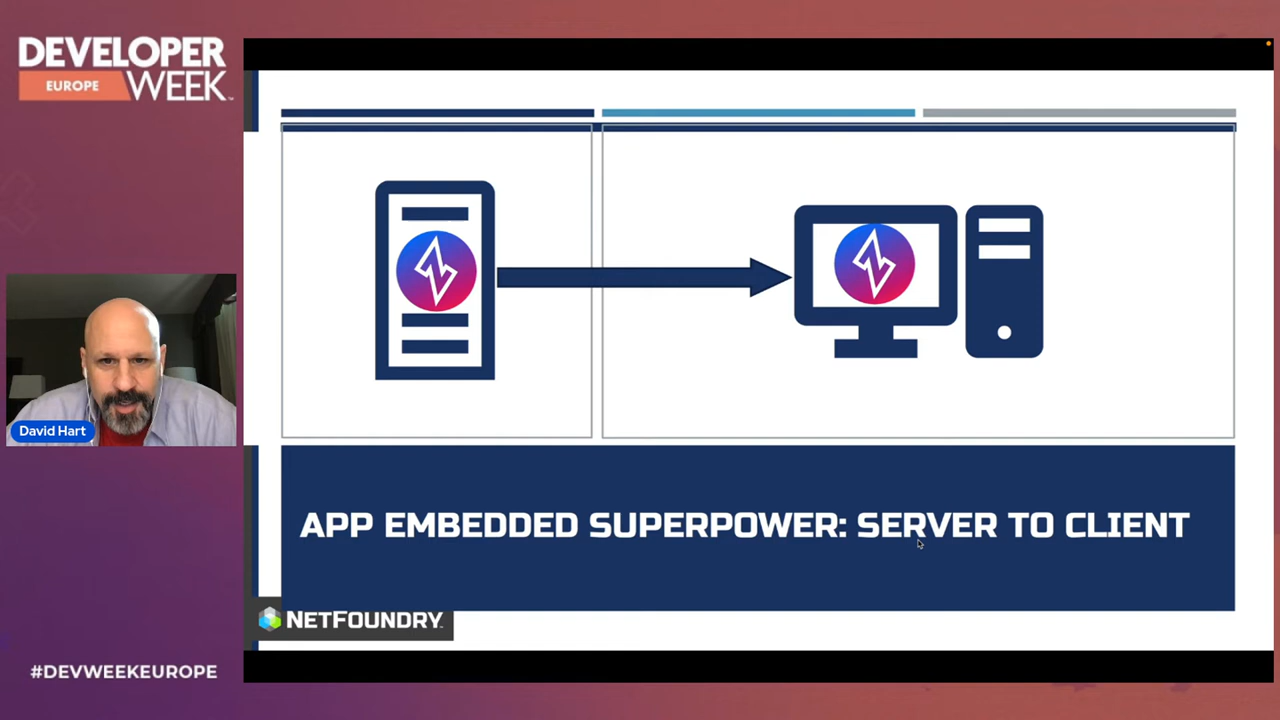 DEVELOPER
EUROPE WEEK
David Hart
APP EMBEDDED SUPERPOWER: SERVER TO CLIENT
NETFOUNDRY
#DEVWEEKEUROPE